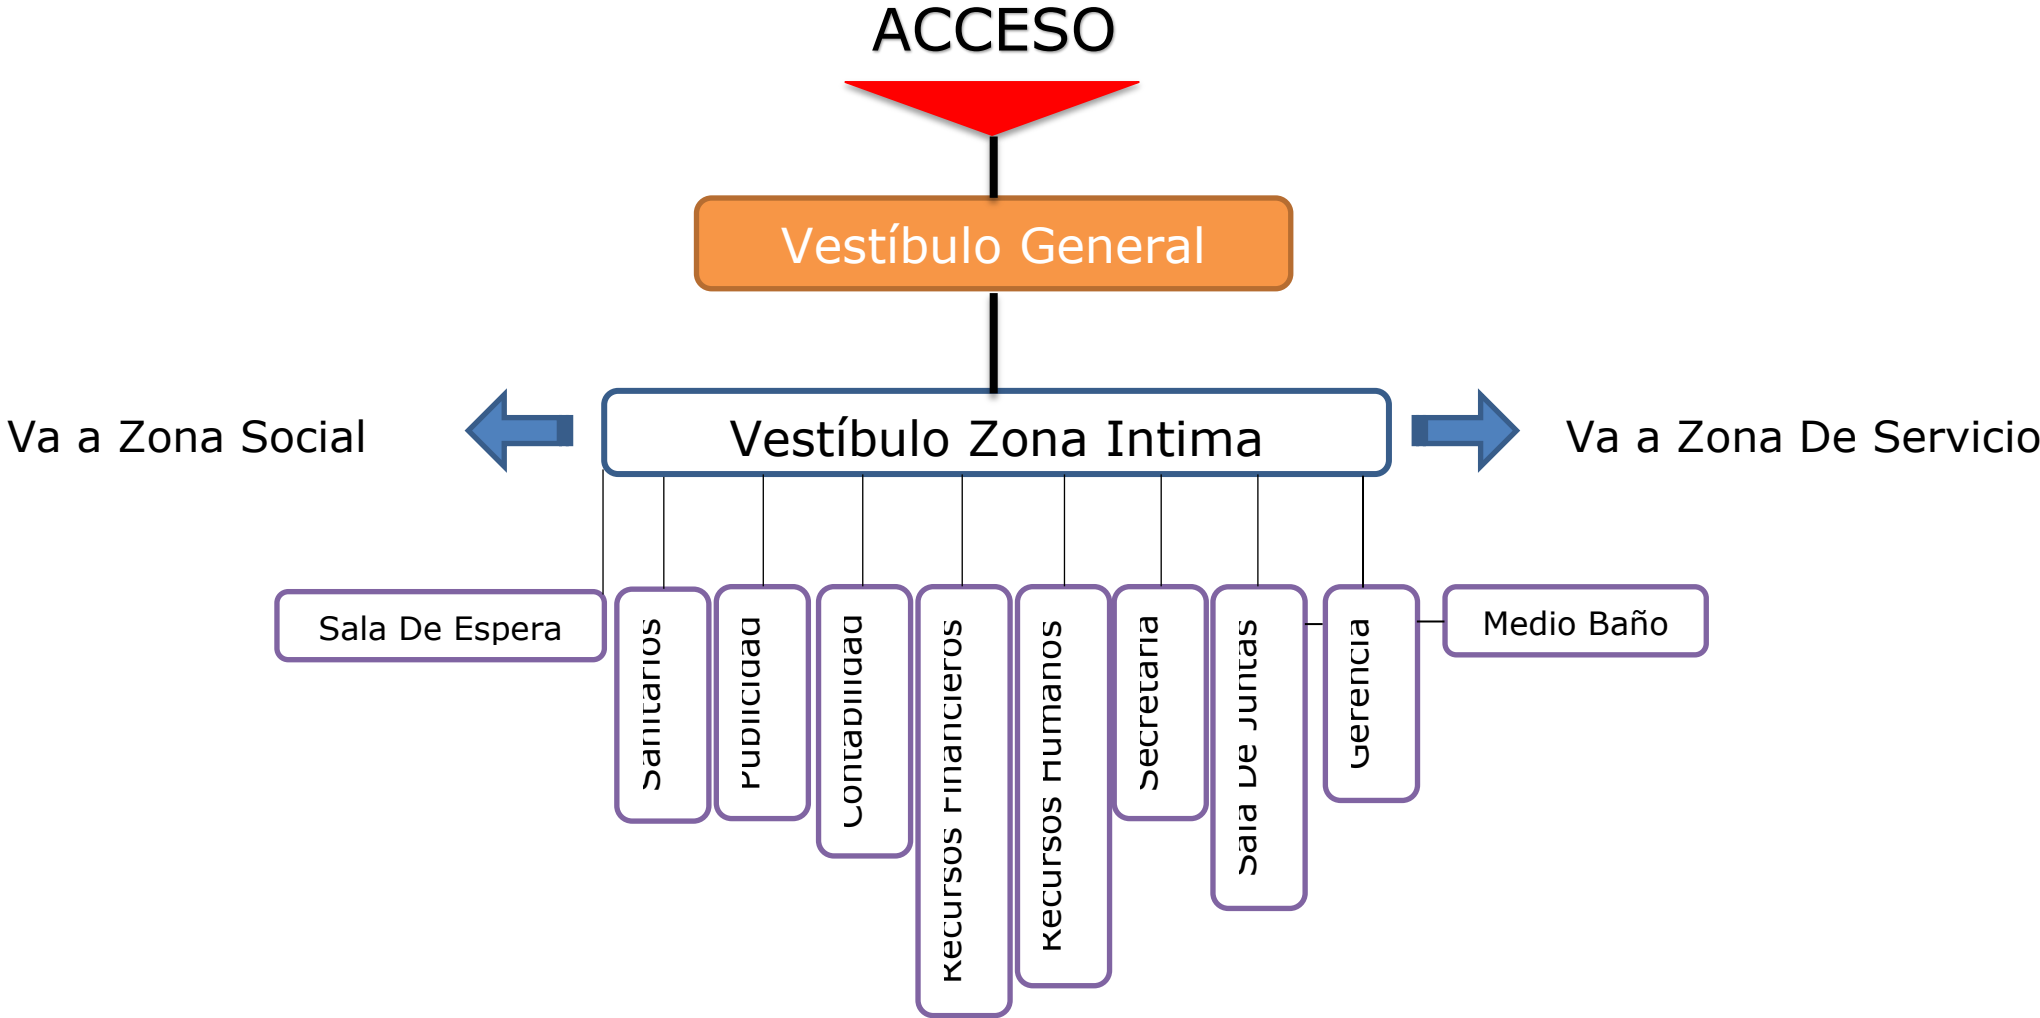 ACCESO
Vestíbulo General
Va a Zona Social
Vestíbulo Zona Intima
Va a Zona De Servicio
Sala De Espera
Sanitarios
Publicidad
Contabilidad
Recursos Financieros
Recursos Humanos
Secretaria
Sala De Juntas
Gerencia
Medio Baño